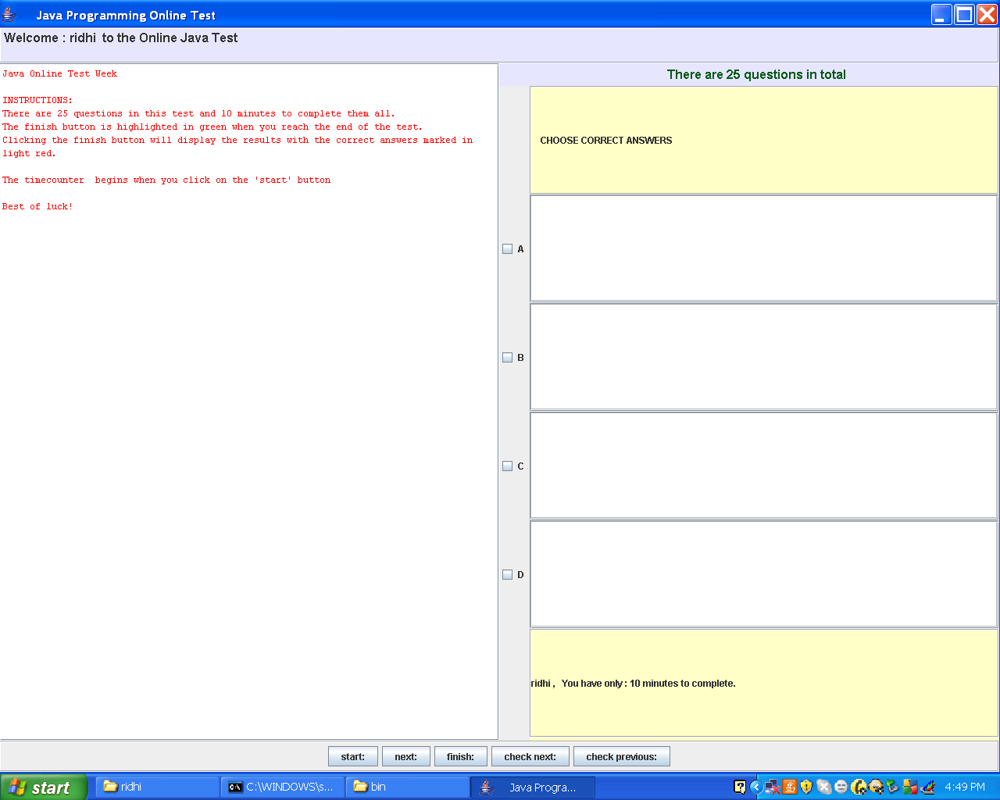 Java Programming Online Test
Welcome : ridhi  to the Online Java Test
Java Online Test Week
INSTRUCTIONS:
There are 25 questions in this test and 10 minutes to complete them all.
The finish button is highlighted in green when you reach the end of the test.
Clicking the finish button will display the results with the correct answers marked in
light red.
The timecounter  begins when you click on the 'start' button
Best of luck!
There are 25 questions in total
CHOOSE CORRECT ANSWERS
A
B
C
D
ridhi ,  You have only : 10 minutes to complete.
start:
next:
finish:
check next:
check previous:
start
ridhi
C:\WINDOWS\s...
bin
Java Progra...
4:49 PM